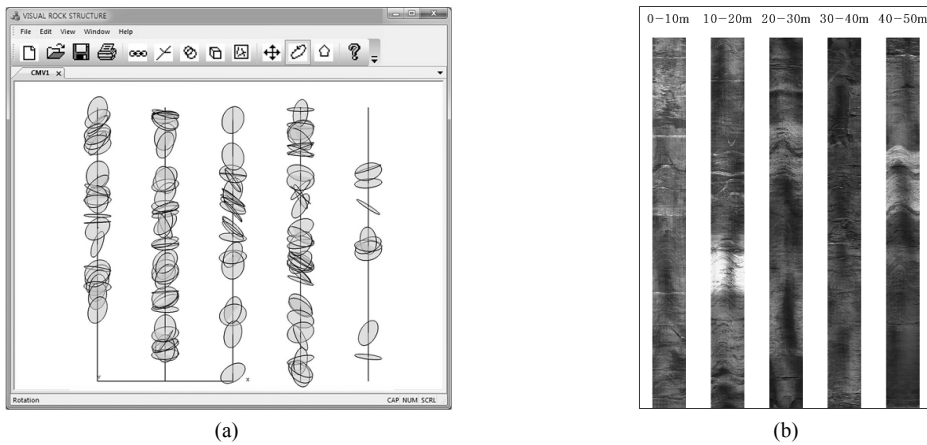 VISUAL ROCK STRUCTURE
File Edit View Window Help
CMV1 x
Y
X
Rotation
CAP NUM SCRL
(a)
0-10m 10-20m 20-30m 30-40m 40-50m
(b)